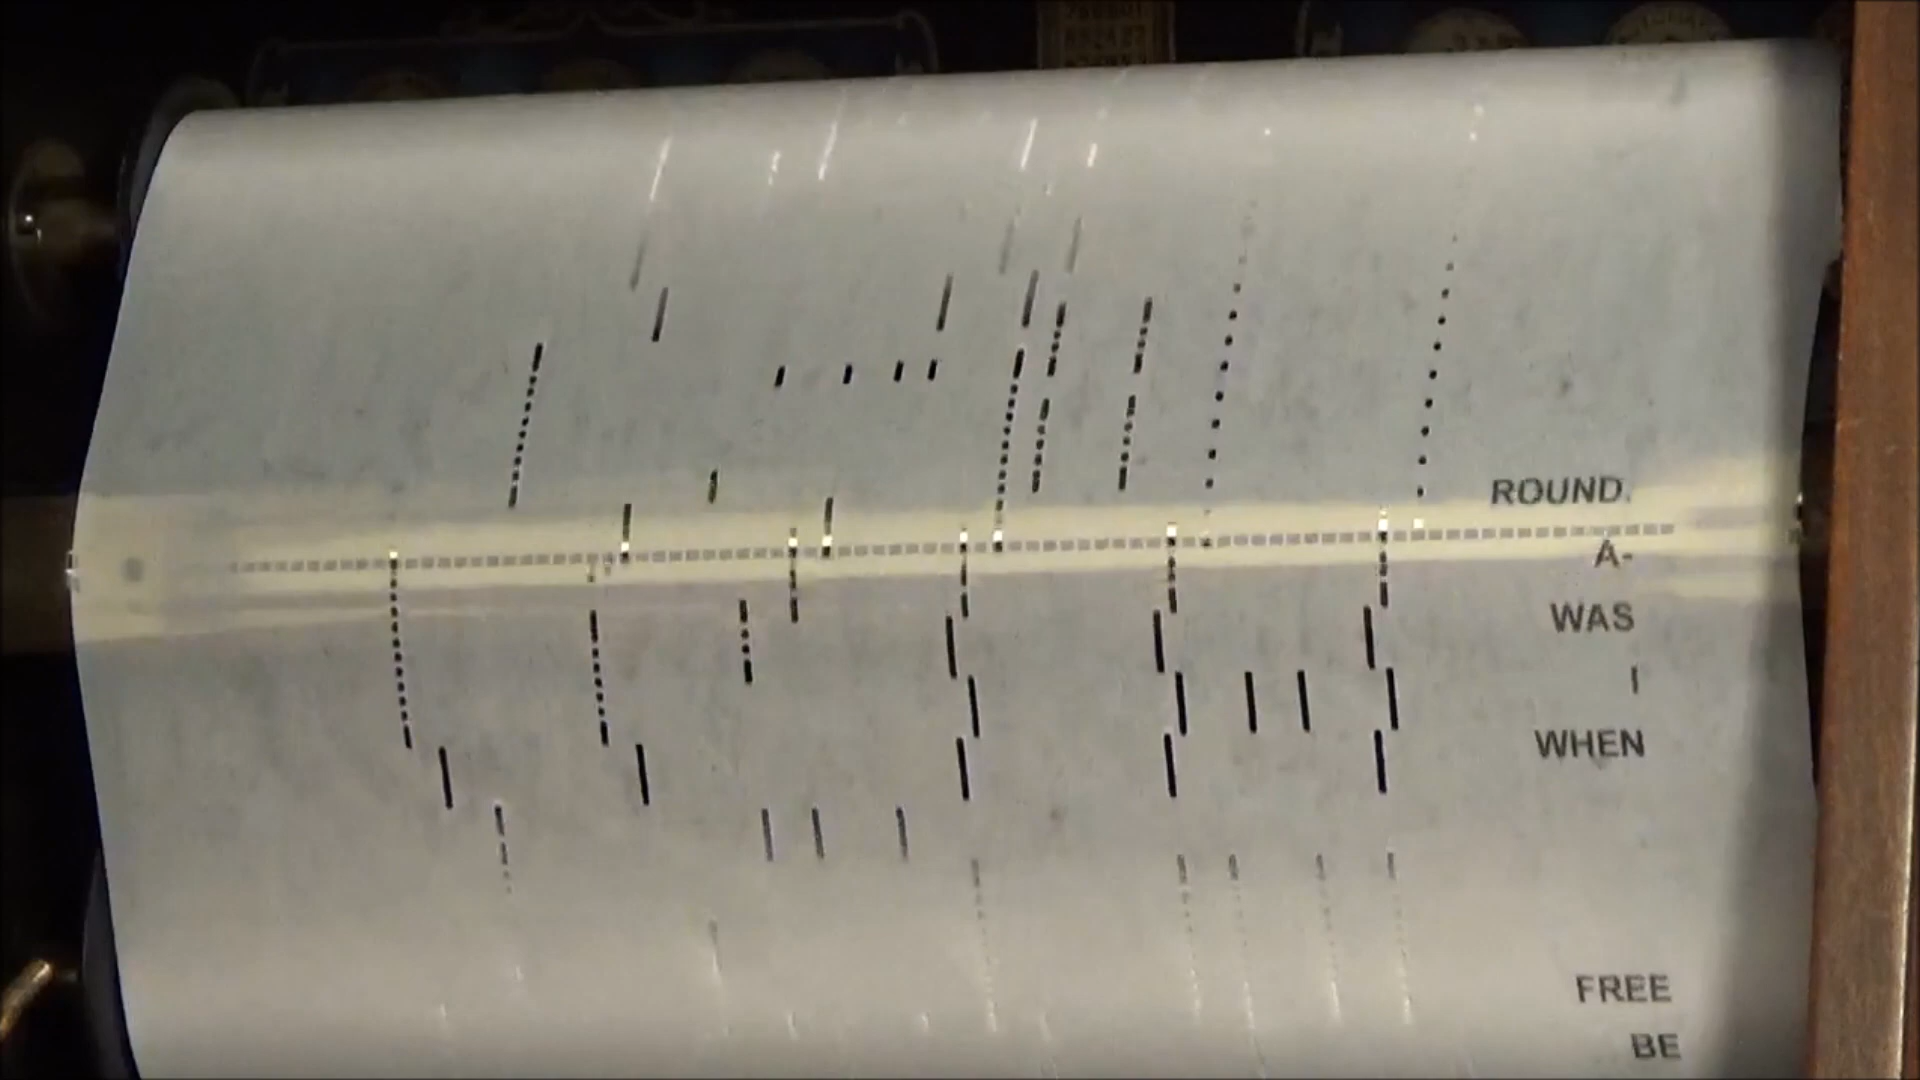 ROUND.
A-
WAS
I
WHEN
FREE
BE